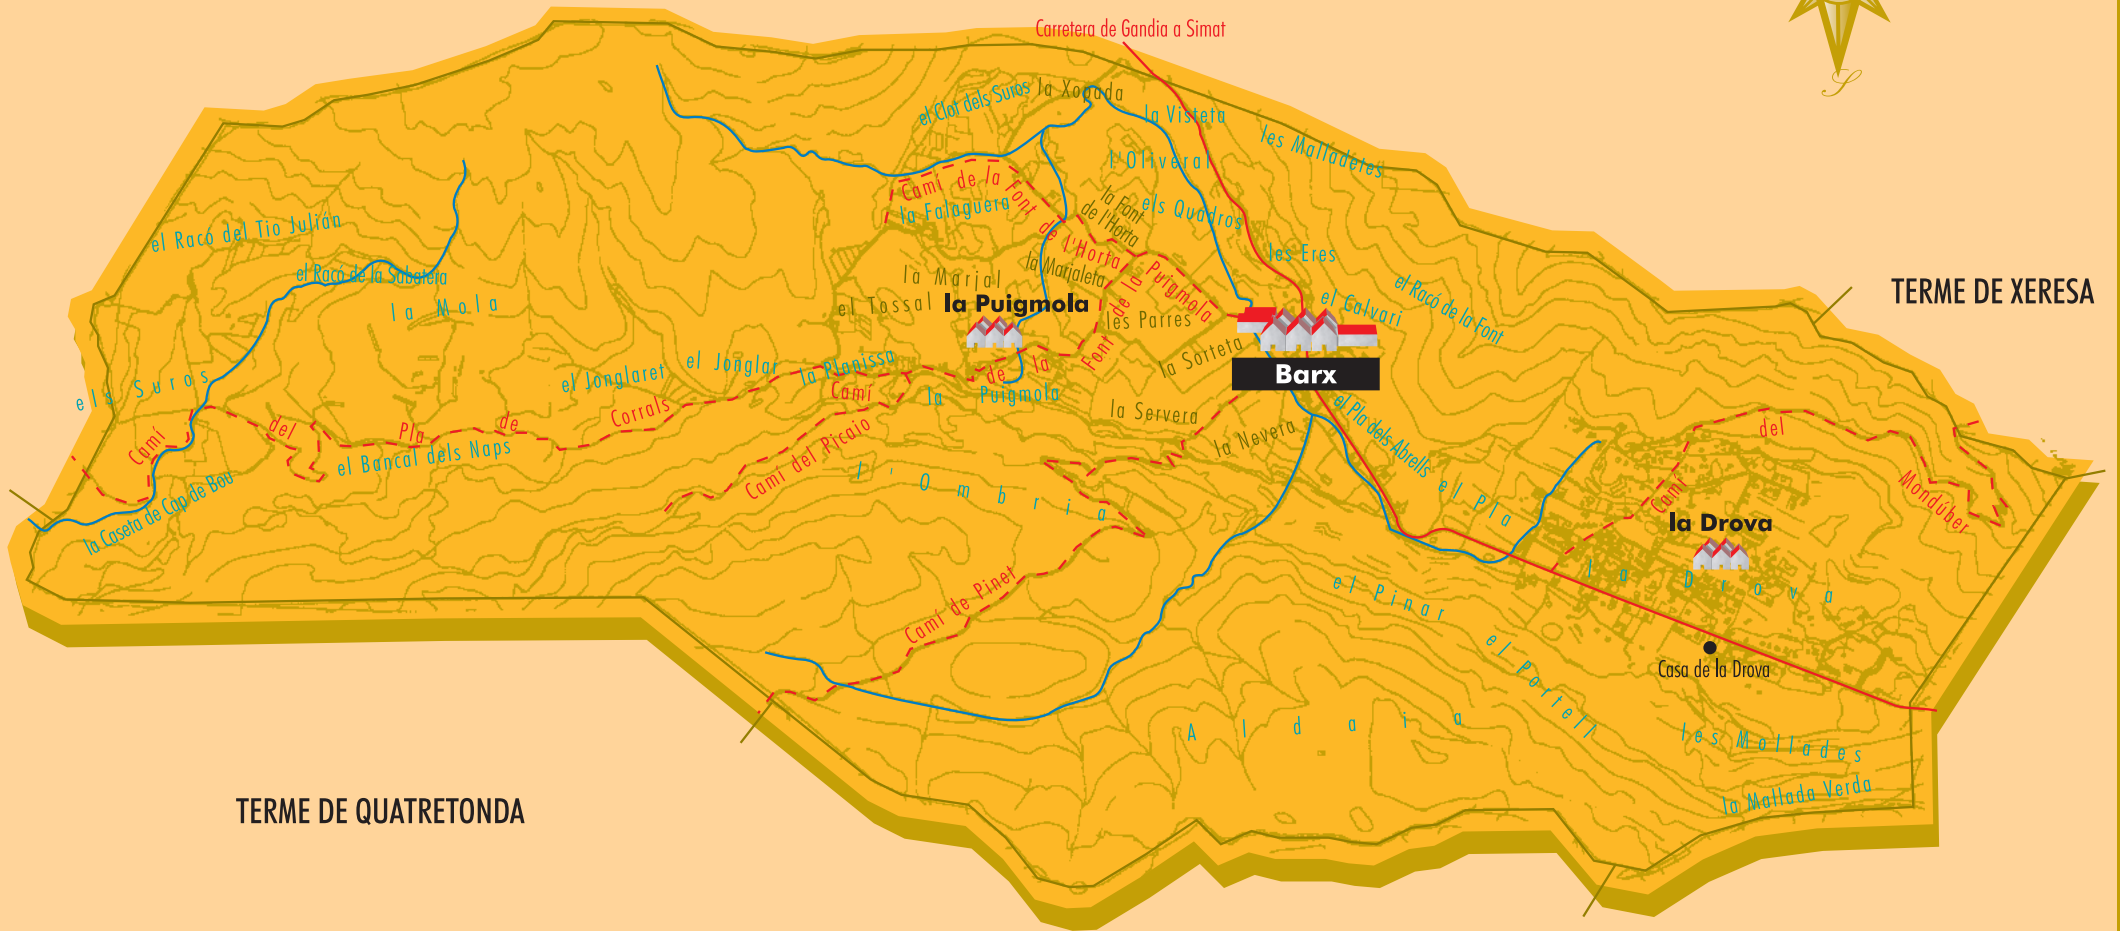 Carretera de Gandia a Simat
S
el Clot dels Suros
la Xopada
la Visteta
les Malladetes
l'Oliveral
Camí de la Font de l'Horta
la Falaguera
la Font
de l'Horta
els Quadros
el Racó del Tio Julián
les Eres
el Racó de la Sabatera
la Marjal
la Marjaleta
Camí de la Font de la Puigmola
la Mola
el Tossal
la Puigmola
les Parres
el Calvari
el Racó de la Font
TERME DE XERESA
la Sorteta
Barx
els Suros
el Jonglaret
el Jonglar
la Planissa
la Puigmola
la Servera
la Nevera
el Pla dels Abrells
Camí del Pla de Corrals
el Bancal dels Naps
Camí del Picaio
la Caseta de Cap de Bou
l'Ombria
el Pla
Camí del Mondúber
la Drova
la Drova
Camí de Pinet
el Pinar
el Portell
Casa de la Drova
Aldaia
les Mollades
la Mallada Verda
TERME DE QUATRETONDA